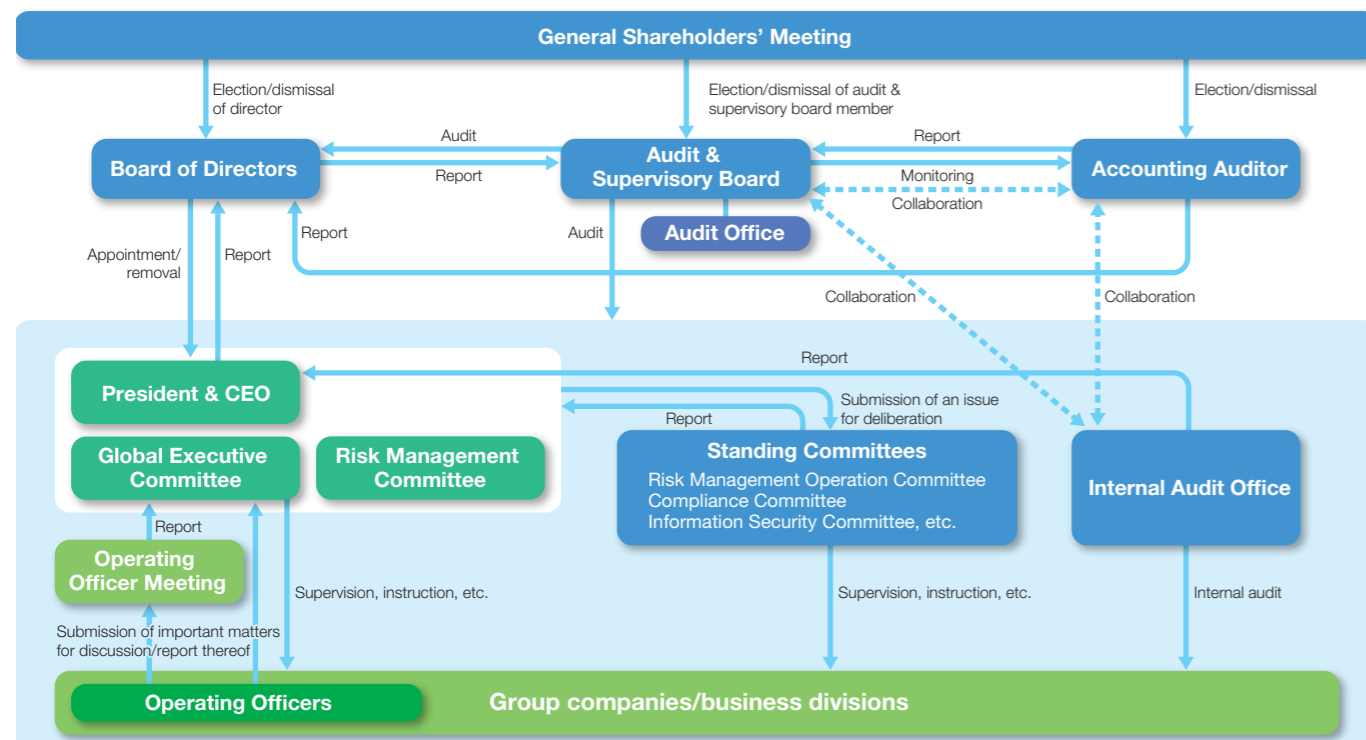 General Shareholders’ Meeting
Election/dismissal
of director
Election/dismissal of audit &
supervisory board member
Election/dismissal
Board of Directors
Audit
Report
Audit &
Supervisory Board
Report
Monitoring
Collaboration
Accounting Auditor
Audit Office
Appointment/
removal
Report
Report
Audit
Collaboration
Collaboration
Report
President & CEO
Submission of an issue
for deliberation
Report
Global Executive
Committee
Risk Management
Committee
Standing Committees
Risk Management Operation Committee
Compliance Committee
Information Security Committee, etc.
Internal Audit Office
Report
Operating
Officer Meeting
Supervision, instruction, etc.
Supervision, instruction, etc.
Internal audit
Submission of important matters
for discussion/report thereof
Operating Officers
Group companies/business divisions